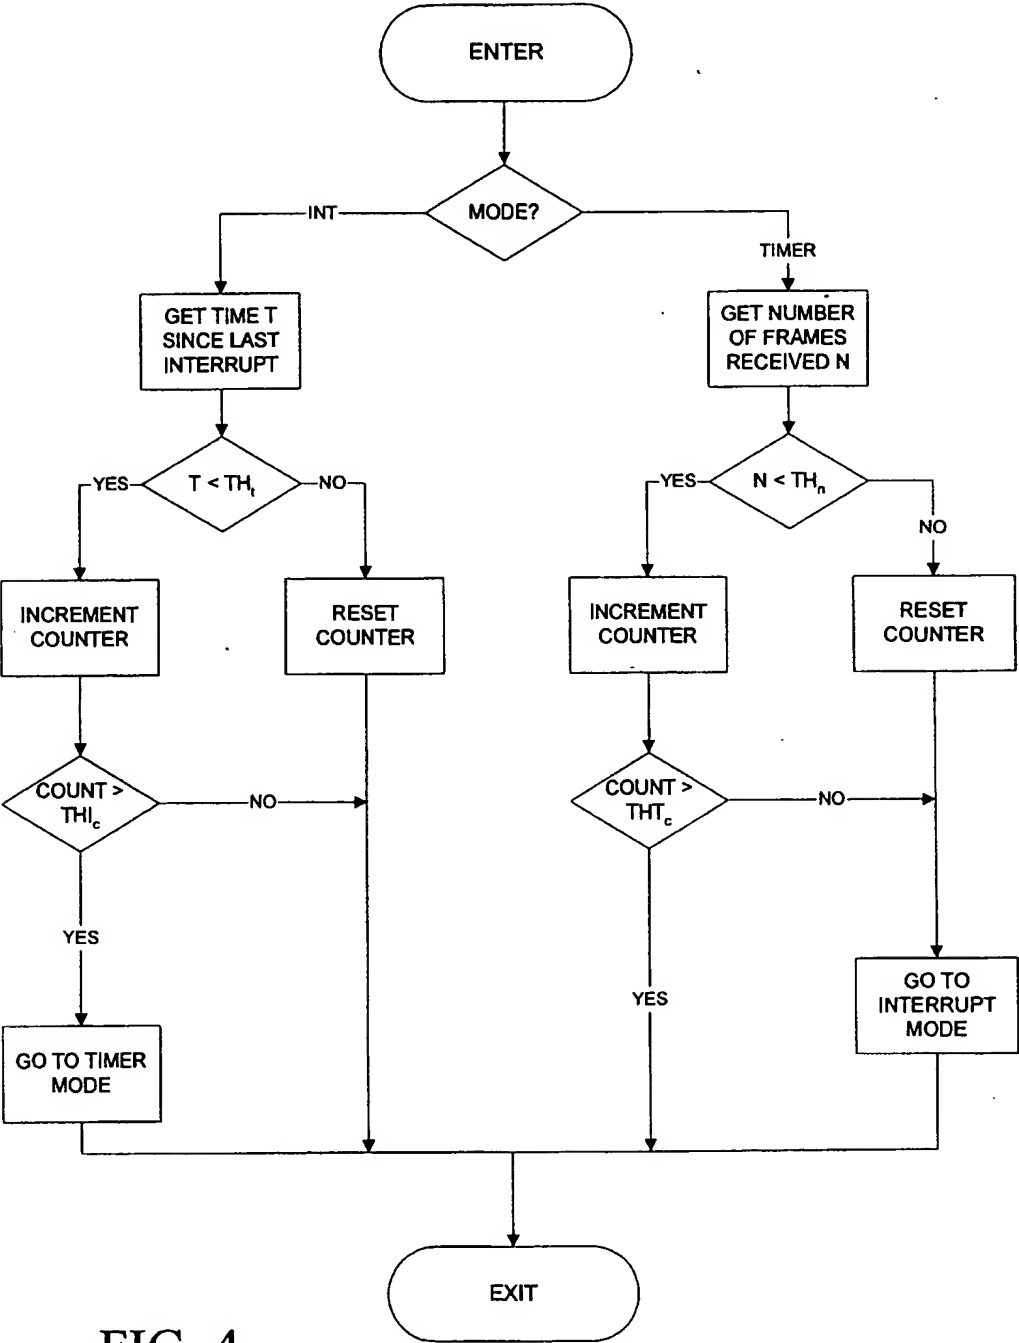 ENTER
MODE?
INT
TIMER
GET TIME T
SINCE LAST
INTERRUPT
GET NUMBER
OF FRAMES
RECEIVED N
YES
T < THt
NO
YES
N < THn
NO
INCREMENT
COUNTER
RESET
COUNTER
INCREMENT
COUNTER
RESET
COUNTER
COUNT >
THIc
NO
COUNT >
THTc
NO
YES
YES
GO TO
INTERRUPT
MODE
GO TO TIMER
MODE
EXIT
FIG. 4